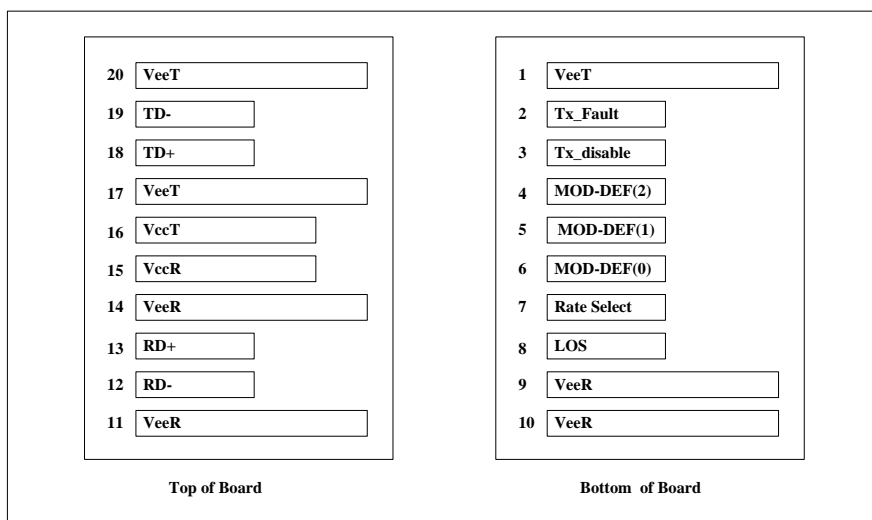 20 VeeT
19 TD-
18 TD+
17 VeeT
16 VccT
15 VccR
14 VeeR
13 RD+
12 RD-
11 VeeR
Top of Board
1 VeeT
2 Tx_Fault
3 Tx_disable
4 MOD-DEF(2)
5 MOD-DEF(1)
6 MOD-DEF(0)
7 Rate Select
8 LOS
9 VeeR
10 VeeR
Bottom of Board